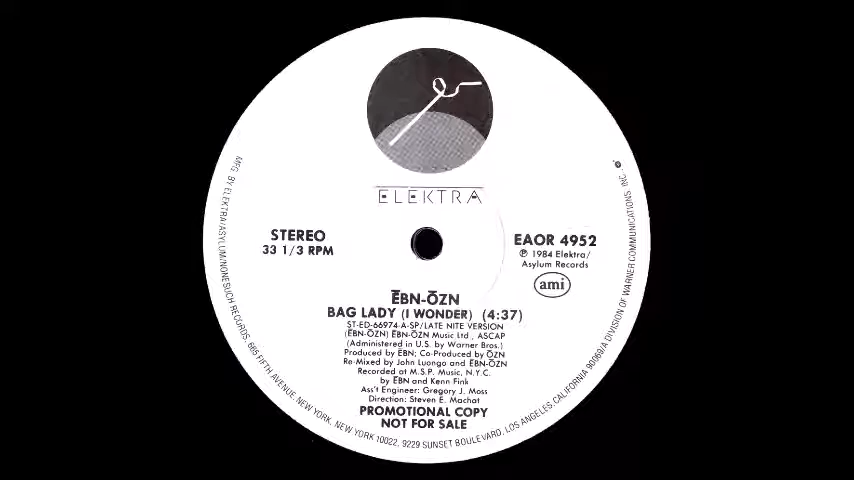 ELEKTRA
STEREO
33 1/3 RPM
EAOR 4952
℗ 1984 Elektra/
Asylum Records
ami
ĒBN-ŌZN
BAG LADY (I WONDER) (4:37)
ST-ED-66974-A-SP/LATE NITE VERSION
(ĒBN-ŌZN) ĒBN-ŌZN Music Ltd., ASCAP
(Administered in U.S. by Warner Bros.)
Produced by ĒBN; Co-Produced by ŌZN
Re-Mixed by John Luongo and ĒBN-ŌZN
Recorded at M.S.P. Music, N.Y.C.
by ĒBN and Kenn Fink
Ass't Engineer: Gregory J. Moss
Direction: Steven E. Machat
PROMOTIONAL COPY
NOT FOR SALE
MFG. BY ELEKTRA/ASYLUM/NONESUCH RECORDS, 665 FIFTH AVENUE, NEW YORK, NEW YORK 10022, 9229 SUNSET BOULEVARD, LOS ANGELES, CALIFORNIA 90069/A DIVISION OF WARNER COMMUNICATIONS INC.,